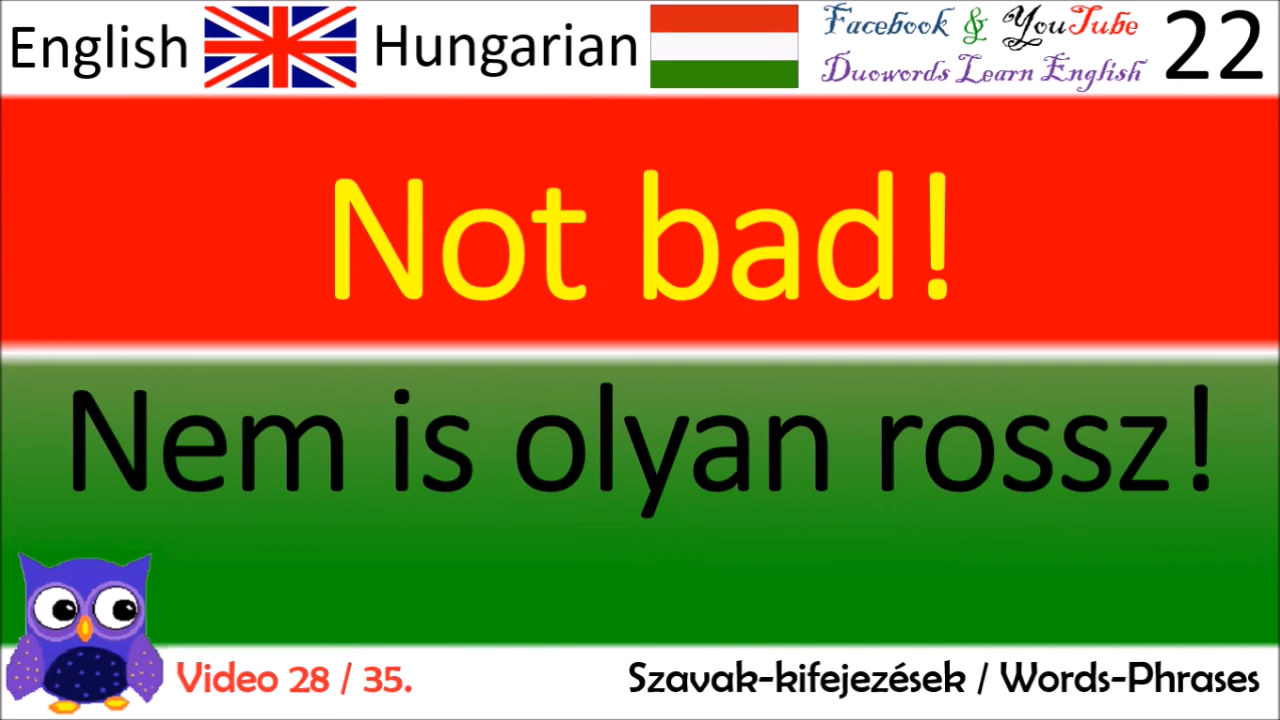 English Hungarian Facebook & YouTube 22
Duowords Learn English
Not bad!
Nem is olyan rossz!
Video 28 / 35. Szavak-kifejezések / Words-Phrases